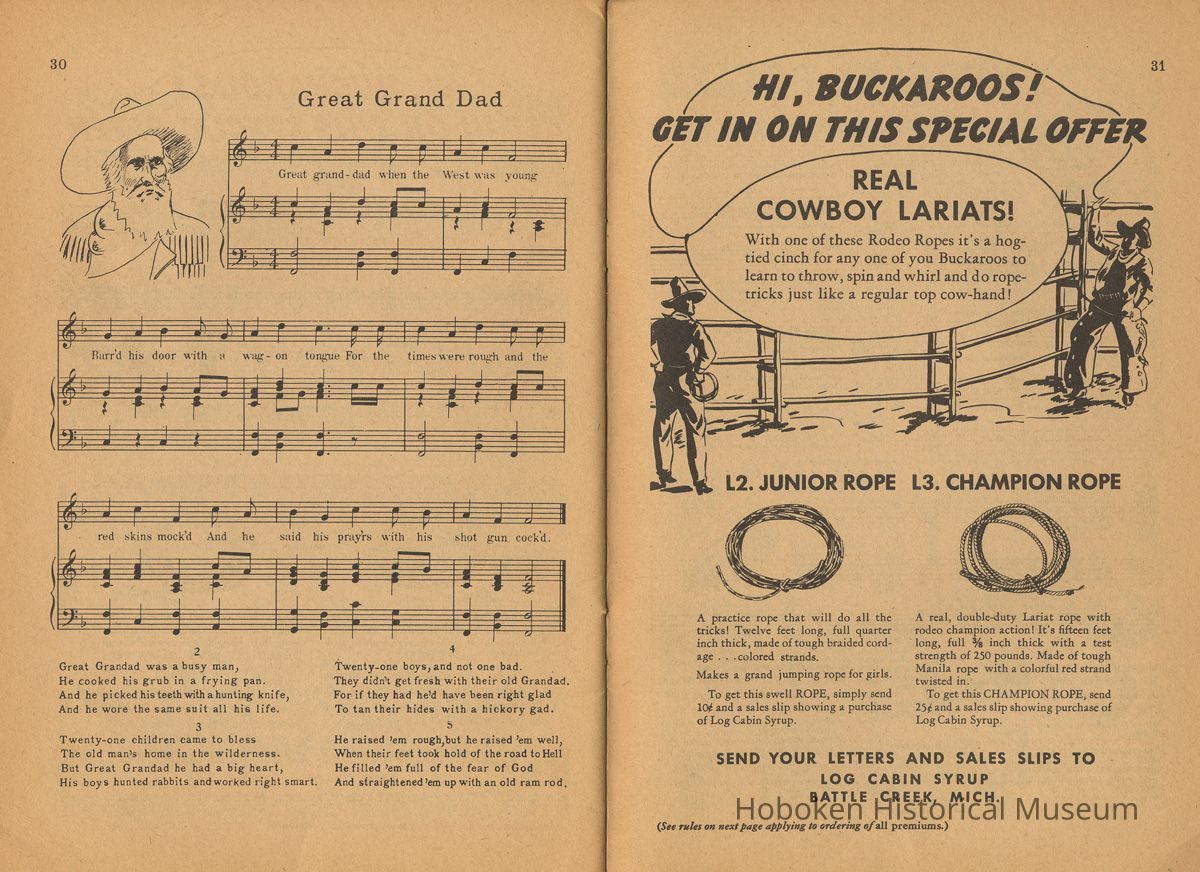 30
Great Grand Dad
Great grand-dad when the West was young
Barr'd his door with a wag-on tongue For the times were rough and the
red skins mock'd And he said his pray'rs with his shot gun cock'd.
2
Great Grandad was a busy man,
He cooked his grub in a frying pan.
And he picked his teeth with a hunting knife,
And he wore the same suit all his life.
3
Twenty-one children came to bless
The old man's home in the wilderness.
But Great Grandad he had a big heart,
His boys hunted rabbits and worked right smart.
4
Twenty-one boys, and not one bad.
They didn't get fresh with their old Grandad.
For if they had he'd have been right glad
To tan their hides with a hickory gad.
5
He raised 'em rough, but he raised 'em well,
When their feet took hold of the road to Hell
He filled 'em full of the fear of God
And straightened 'em up with an old ram rod.
31
HI, BUCKAROOS!
GET IN ON THIS SPECIAL OFFER
REAL
COWBOY LARIATS!
With one of these Rodeo Ropes it's a hog-
tied cinch for any one of you Buckaroos to
learn to throw, spin and whirl and do rope-
tricks just like a regular top cow-hand!
L2. JUNIOR ROPE
A practice rope that will do all the
tricks! Twelve feet long, full quarter
inch thick, made of tough braided cord-
age . . . colored strands.
Makes a grand jumping rope for girls.
To get this swell ROPE, simply send
10¢ and a sales slip showing a purchase
of Log Cabin Syrup.
L3. CHAMPION ROPE
A real, double-duty Lariat rope with
rodeo champion action! It's fifteen feet
long, full ⅜ inch thick with a test
strength of 250 pounds. Made of tough
Manila rope with a colorful red strand
twisted in.
To get this CHAMPION ROPE, send
25¢ and a sales slip showing purchase of
Log Cabin Syrup.
SEND YOUR LETTERS AND SALES SLIPS TO
LOG CABIN SYRUP
BATTLE CREEK, MICH.
Hoboken Historical Museum
(See rules on next page applying to ordering of all premiums.)